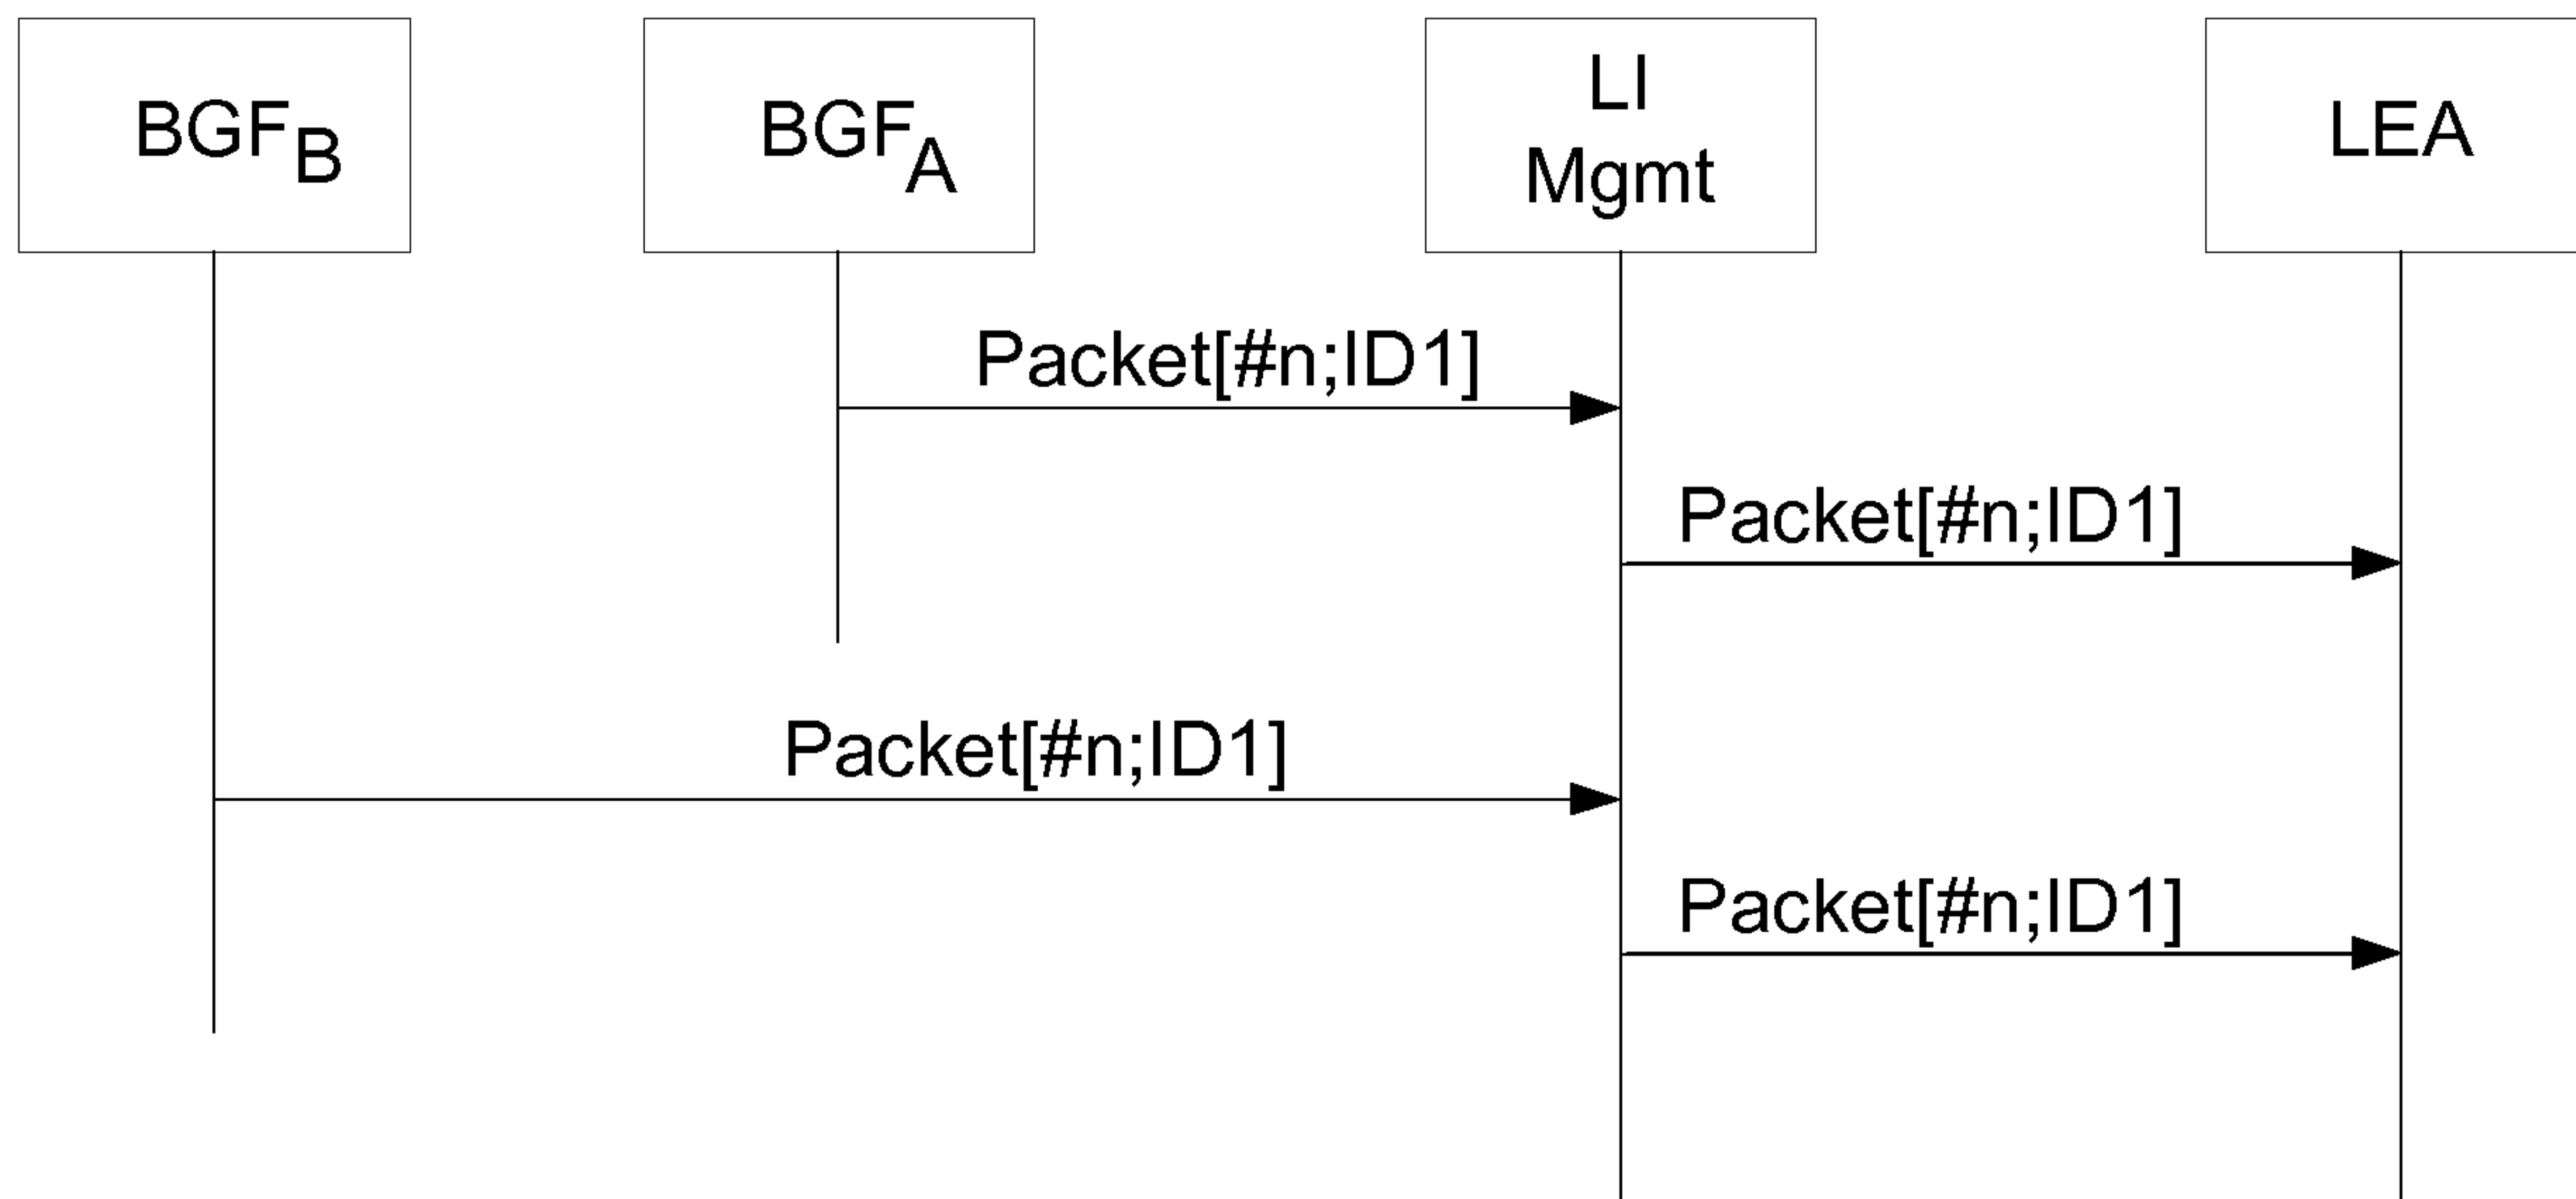 BGFB
BGFA
LI
Mgmt
LEA
Packet[#n;ID1]
Packet[#n;ID1]
Packet[#n;ID1]
Packet[#n;ID1]